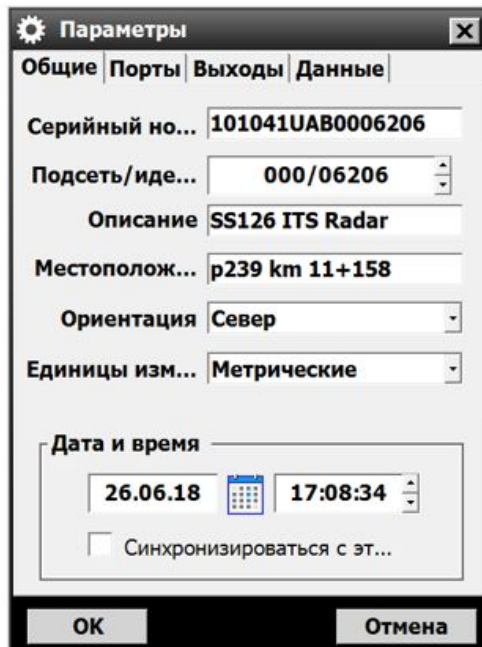 Параметры
Общие Порты Выходы Данные
Серийный но... 101041UAB0006206
Подсеть/иде... 000/06206
Описание SS126 ITS Radar
Местополож... p239 km 11+158
Ориентация Север
Единицы изм... Метрические
Дата и время
26.06.18 17:08:34
Синхронизироваться с эт...
ОК Отмена